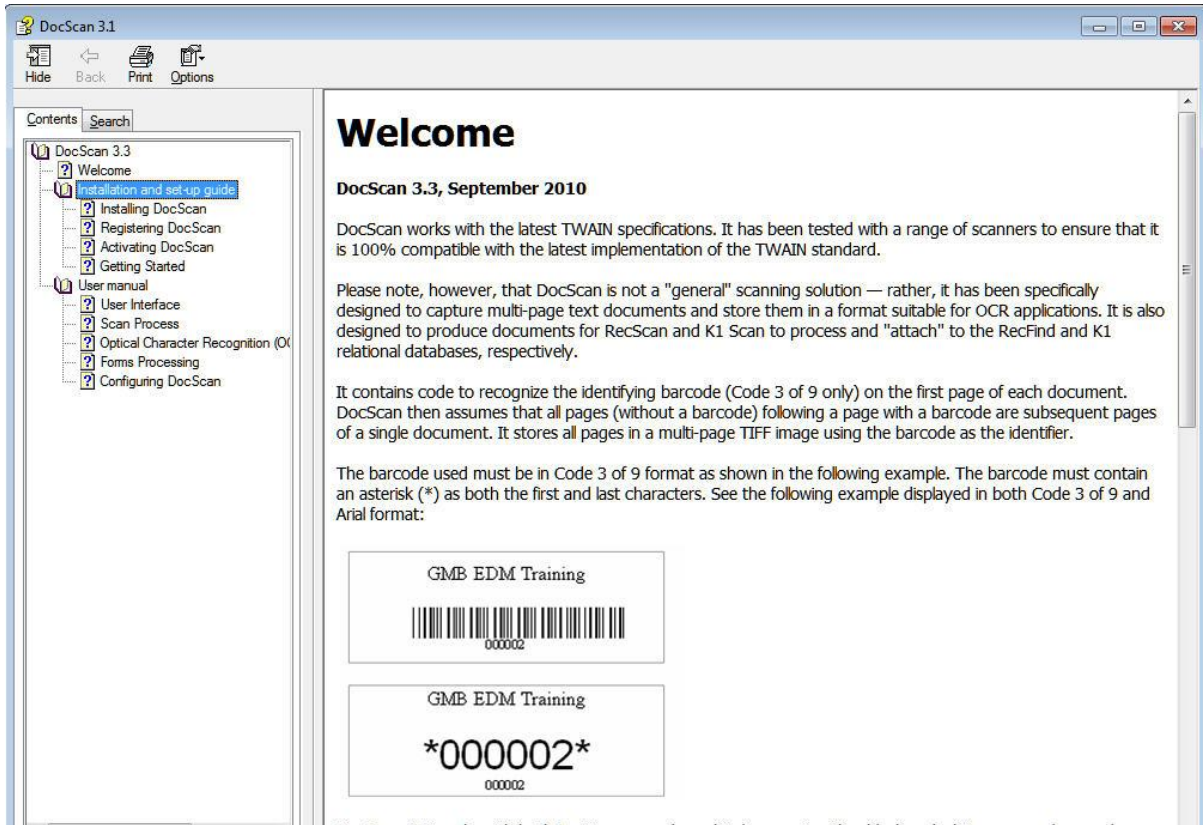 DocScan 3.1
Hide Back Print Options
Contents Search
DocScan 3.3
Welcome
Installation and set-up guide
Installing DocScan
Registering DocScan
Activating DocScan
Getting Started
User manual
User Interface
Scan Process
Optical Character Recognition (O
Forms Processing
Configuring DocScan
Welcome
DocScan 3.3, September 2010
DocScan works with the latest TWAIN specifications. It has been tested with a range of scanners to ensure that it
is 100% compatible with the latest implementation of the TWAIN standard.
Please note, however, that DocScan is not a "general" scanning solution — rather, it has been specifically
designed to capture multi-page text documents and store them in a format suitable for OCR applications. It is also
designed to produce documents for RecScan and K1 Scan to process and "attach" to the RecFind and K1
relational databases, respectively.
It contains code to recognize the identifying barcode (Code 3 of 9 only) on the first page of each document.
DocScan then assumes that all pages (without a barcode) following a page with a barcode are subsequent pages
of a single document. It stores all pages in a multi-page TIFF image using the barcode as the identifier.
The barcode used must be in Code 3 of 9 format as shown in the following example. The barcode must contain
an asterisk (*) as both the first and last characters. See the following example displayed in both Code 3 of 9 and
Arial format:
GMB EDM Training
000002
GMB EDM Training
*000002*
000002